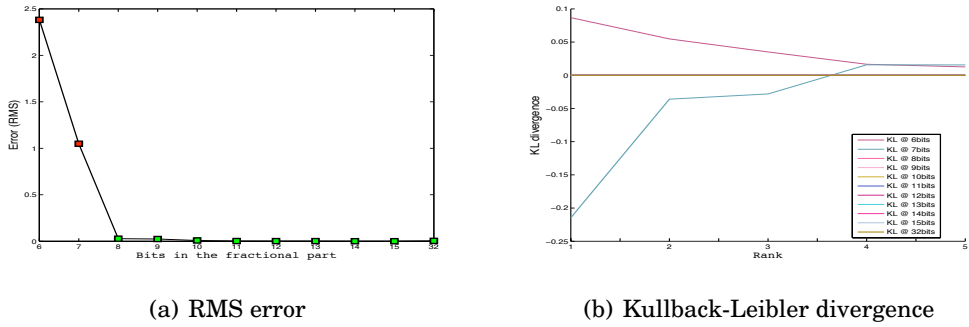 2.5
2
1.5
1
0.5
0
Error (RMS)
6 7 8 9 10 11 12 13 14 15 32
Bits in the fractional part
(a) RMS error
0.1
0.05
0
−0.05
−0.1
−0.15
−0.2
−0.25
KL divergence
1 2 3 4 5
Rank
KL @ 6bits
KL @ 7bits
KL @ 8bits
KL @ 9bits
KL @ 10bits
KL @ 11bits
KL @ 12bits
KL @ 13bits
KL @ 14bits
KL @ 15bits
KL @ 32bits
(b) Kullback-Leibler divergence